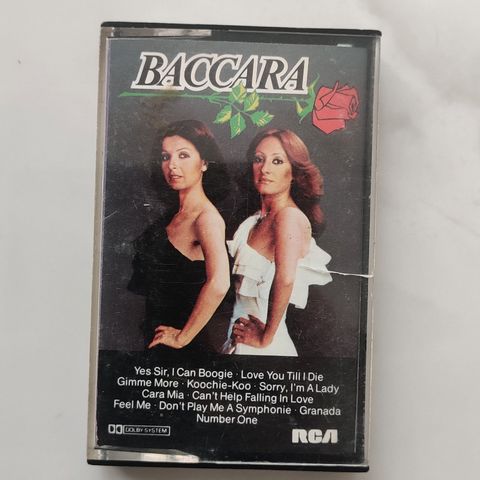 BACCARA
Yes Sir, I Can Boogie · Love You Till I Die
Gimme More · Koochie-Koo · Sorry, I'm A Lady
Cara Mia · Can't Help Falling In Love
Feel Me · Don't Play Me A Symphonie · Granada
Number One
DOLBY SYSTEM
RCA